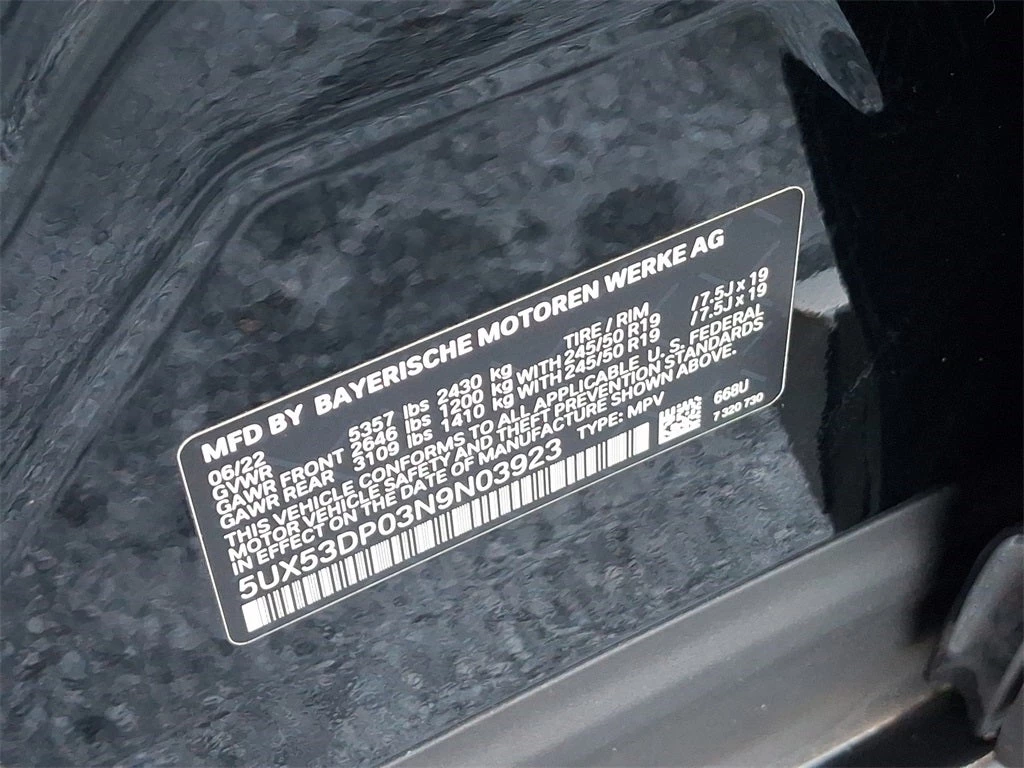 MFD BY BAYERISCHE MOTOREN WERKE AG
06/22
GVWR 5357 lbs 2430 kg TIRE / RIM
GAWR FRONT 2646 lbs 1200 kg WITH 245/50 R19 /7.5J x 19
GAWR REAR 3109 lbs 1410 kg WITH 245/50 R19 /7.5J x 19
THIS VEHICLE CONFORMS TO ALL APPLICABLE U. S. FEDERAL
MOTOR VEHICLE SAFETY AND THEFT PREVENTION STANDARDS
IN EFFECT ON THE DATE OF MANUFACTURE SHOWN ABOVE.
5UX53DP03N9N03923 TYPE: MPV 668U
7 320 730